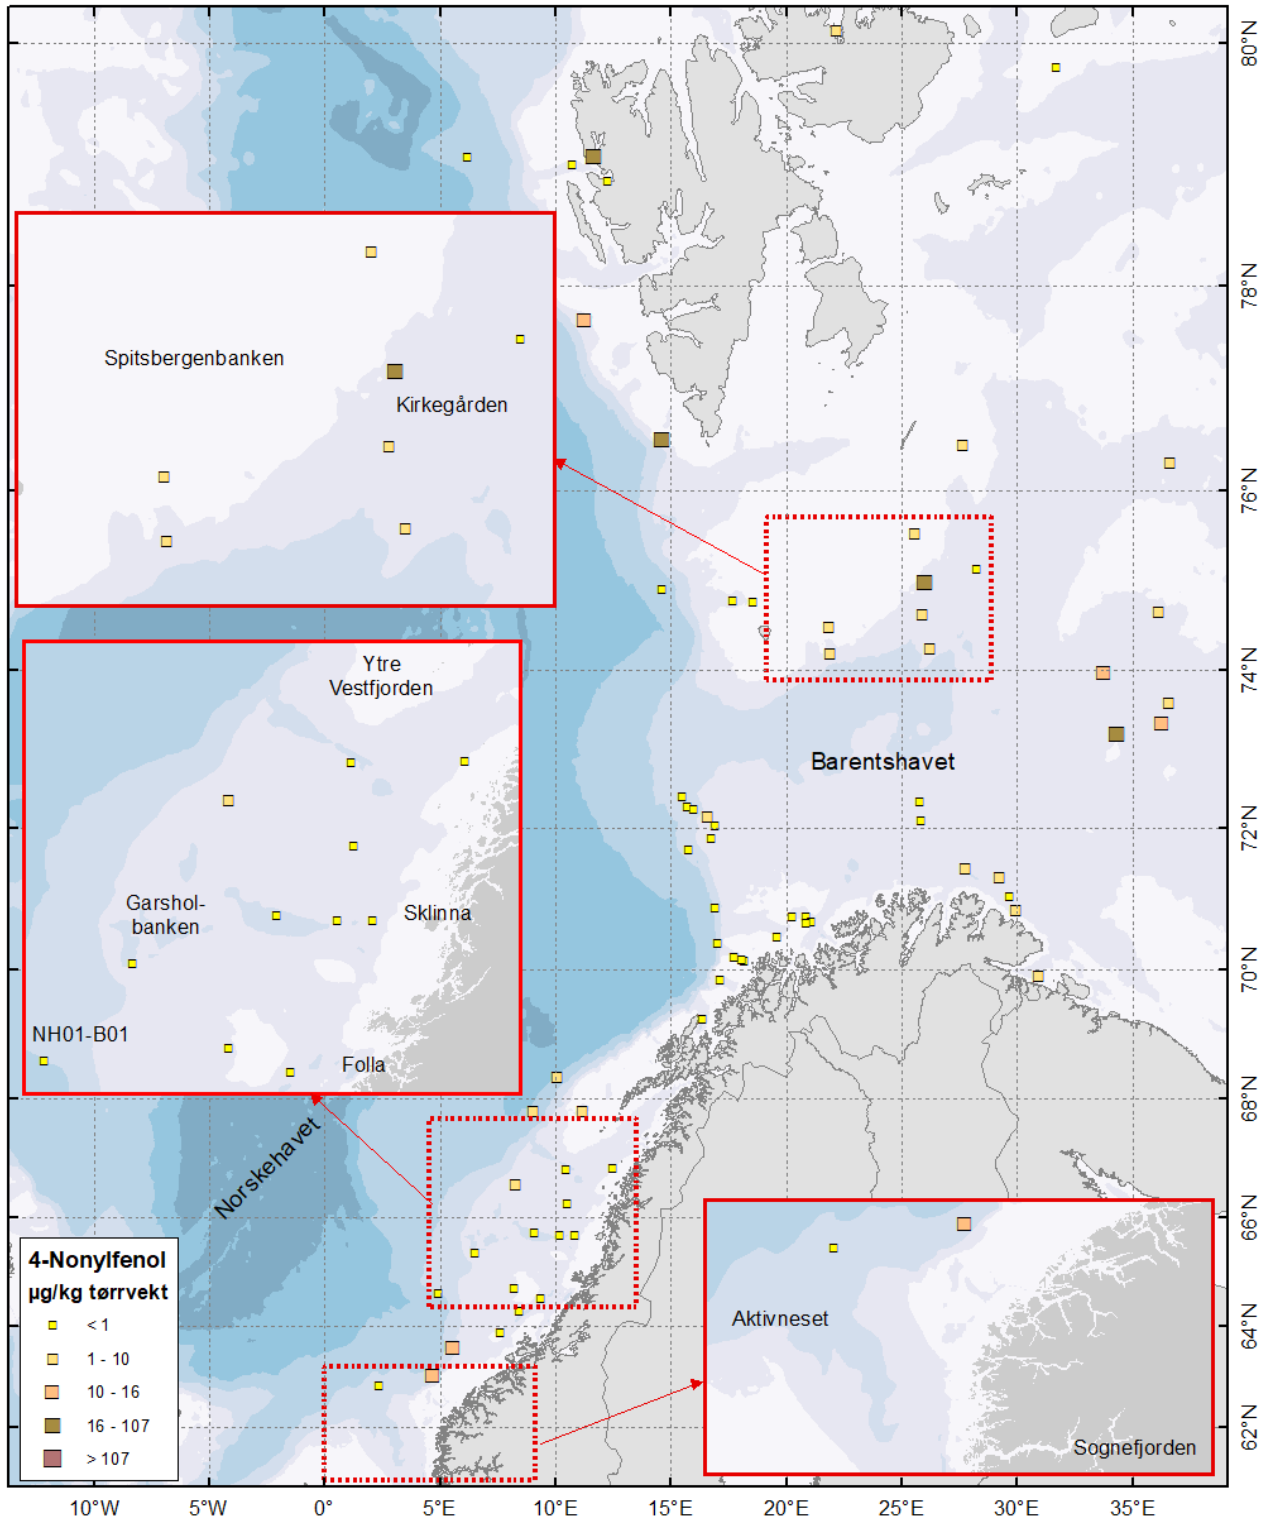 80°N
78°N
Spitsbergenbanken
Kirkegården
76°N
74°N
Ytre
Vestfjorden
Barentshavet
72°N
Garshol-
banken
Sklinna
70°N
NH01-B01
Folla
68°N
Norskehavet
66°N
4-Nonylfenol
µg/kg tørrvekt
< 1
1 - 10
10 - 16
16 - 107
> 107
Aktivneset
64°N
Sognefjorden
62°N
10°W
5°W
0°
5°E
10°E
15°E
20°E
25°E
30°E
35°E